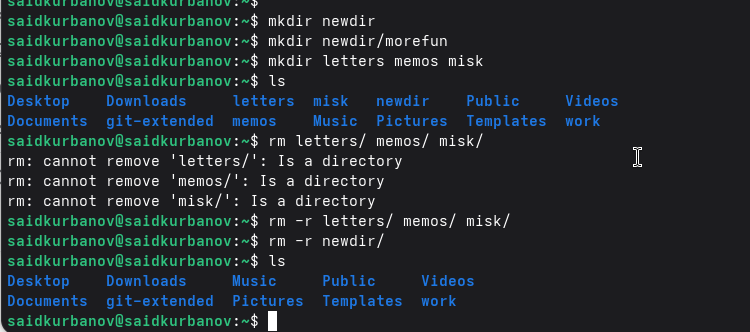 saidkurbanov@saidkurbanov:~$
saidkurbanov@saidkurbanov:~$ mkdir newdir
saidkurbanov@saidkurbanov:~$ mkdir newdir/morefun
saidkurbanov@saidkurbanov:~$ mkdir letters memos misk
saidkurbanov@saidkurbanov:~$ ls
Desktop    Downloads     letters  misk   newdir    Public     Videos
Documents  git-extended  memos    Music  Pictures  Templates  work
saidkurbanov@saidkurbanov:~$ rm letters/ memos/ misk/
rm: cannot remove 'letters/': Is a directory
rm: cannot remove 'memos/': Is a directory
rm: cannot remove 'misk/': Is a directory
saidkurbanov@saidkurbanov:~$ rm -r letters/ memos/ misk/
saidkurbanov@saidkurbanov:~$ rm -r newdir/
saidkurbanov@saidkurbanov:~$ ls
Desktop    Downloads     Music     Public     Videos
Documents  git-extended  Pictures  Templates  work
saidkurbanov@saidkurbanov:~$